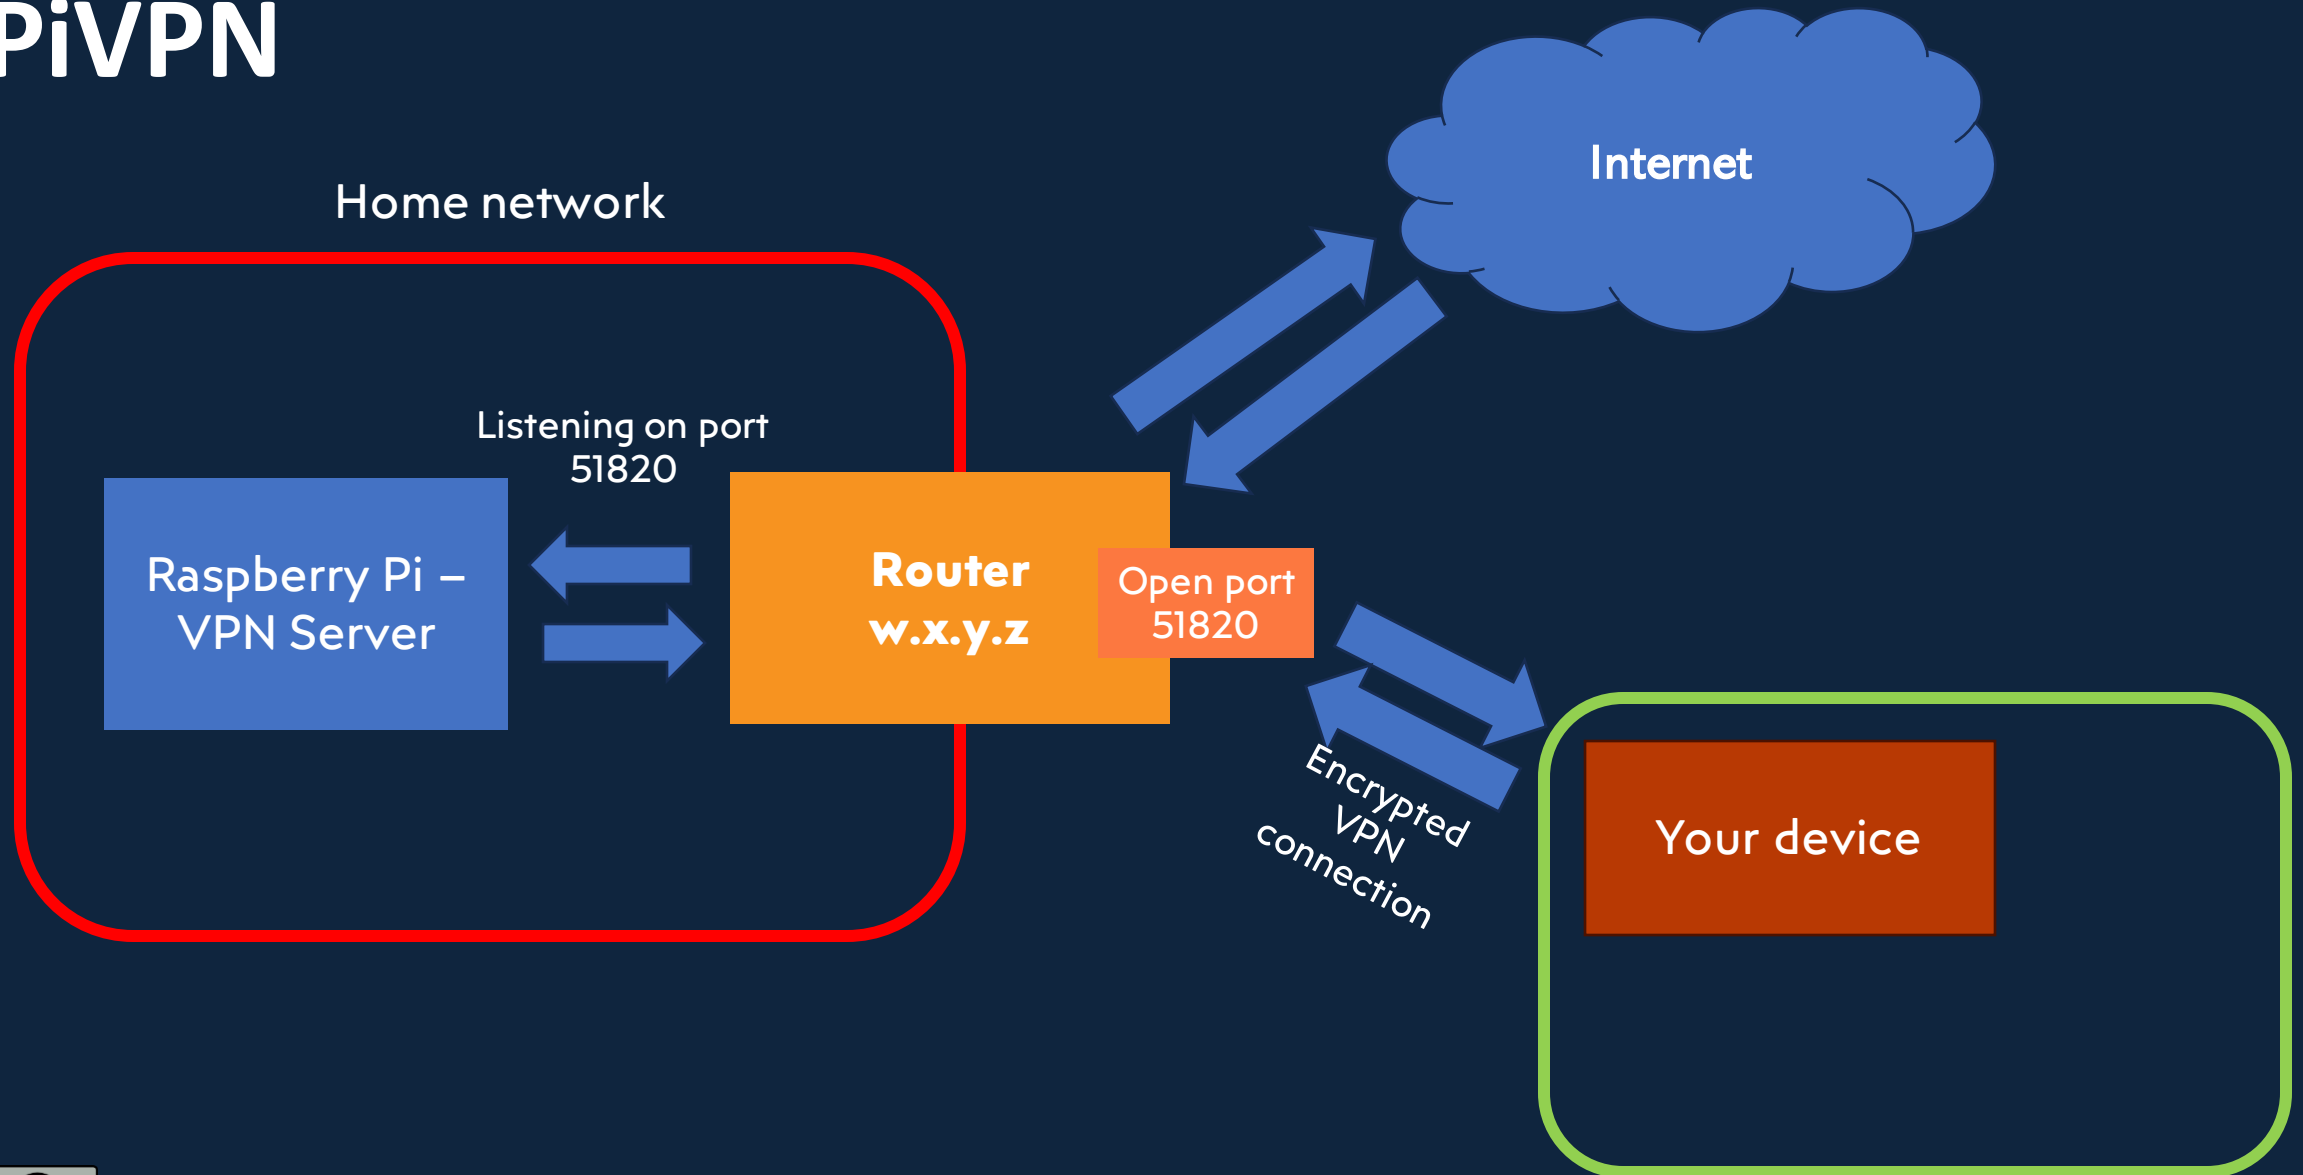 PiVPN
Internet
Home network
Listening on port
51820
Raspberry Pi –
VPN Server
Router
w.x.y.z
Open port
51820
Encrypted
VPN
connection
Your device